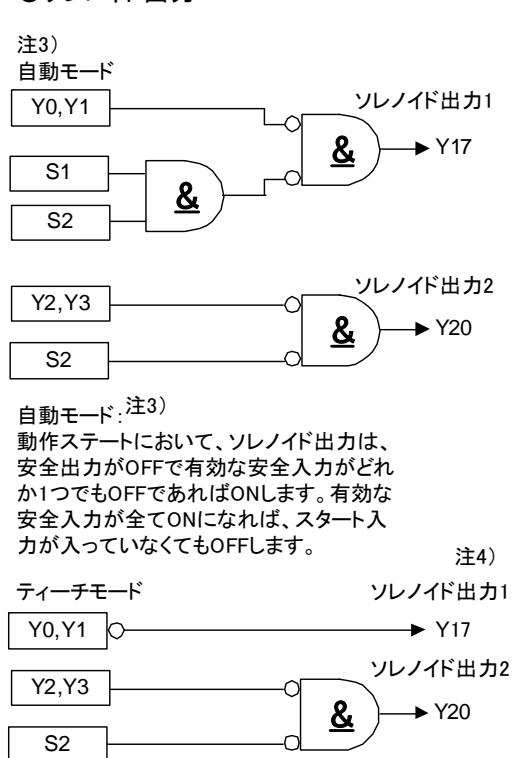 注3）
自動モード
Y0,Y1
ソレノイド出力1
&
Y17
S1
&
S2
ソレノイド出力2
Y2,Y3
&
Y20
S2
自動モード：注3）
動作ステートにおいて、ソレノイド出力は、
安全出力がOFFで有効な安全入力がどれ
か1つでもOFFであればONします。有効な
安全入力が全てONになれば、スタート入
力が入っていなくてもOFFします。
注4）
ティーチモード
ソレノイド出力1
Y0,Y1
Y17
ソレノイド出力2
Y2,Y3
&
Y20
S2